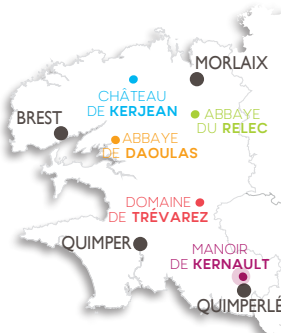 MORLAIX
CHÂTEAU
DE KERJEAN
BREST
ABBAYE
DU RELEC
ABBAYE
DE DAOULAS
DOMAINE
DE TRÉVAREZ
QUIMPER
MANOIR
DE KERNAULT
QUIMPERLÉ